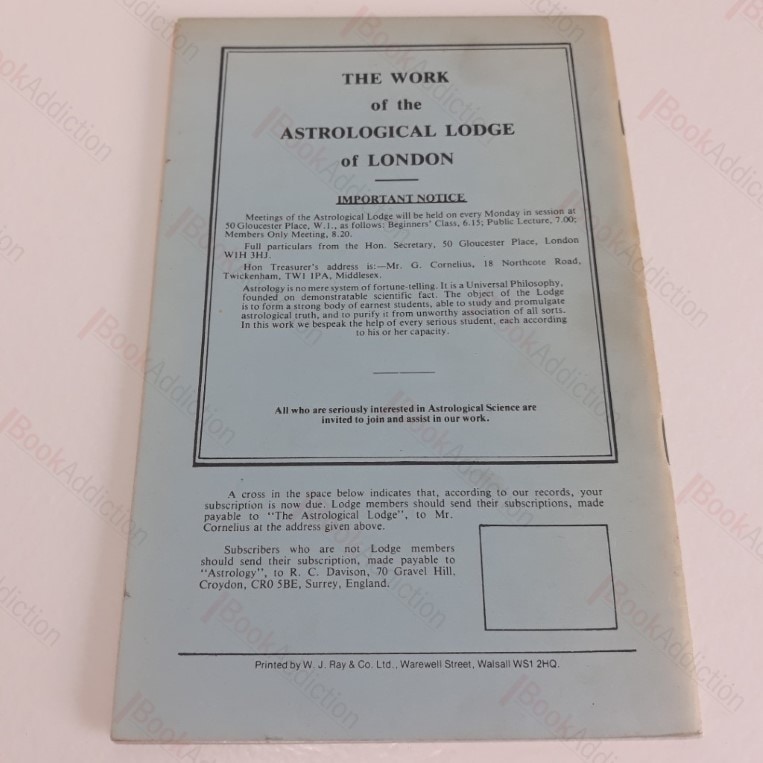 THE WORK
of the
ASTROLOGICAL LODGE
of LONDON
IMPORTANT NOTICE
Meetings of the Astrological Lodge will be held on every Monday in session at
50 Gloucester Place, W.1., as follows: Beginners' Class, 6.15; Public Lecture, 7.00;
Members Only Meeting, 8.20.
Full particulars from the Hon. Secretary, 50 Gloucester Place, London
W1H 3HJ.
Hon Treasurer's address is:—Mr. G. Cornelius, 18 Northcote Road,
Twickenham, TW1 1PA, Middlesex.
Astrology is no mere system of fortune-telling. It is a Universal Philosophy,
founded on demonstratable scientific fact. The object of the Lodge
is to form a strong body of earnest students, able to study and promulgate
astrological truth, and to purify it from unworthy association of all sorts.
In this work we bespeak the help of every serious student, each according
to his or her capacity.
All who are seriously interested in Astrological Science are
invited to join and assist in our work.
A cross in the space below indicates that, according to our records, your
subscription is now due. Lodge members should send their subscriptions, made
payable to "The Astrological Lodge", to Mr.
Cornelius at the address given above.
Subscribers who are not Lodge members
should send their subscription, made payable to
"Astrology", to R. C. Davison, 70 Gravel Hill,
Croydon, CR0 5BE, Surrey, England.
Printed by W. J. Ray & Co. Ltd., Warewell Street, Walsall WS1 2HQ.
BookAddiction